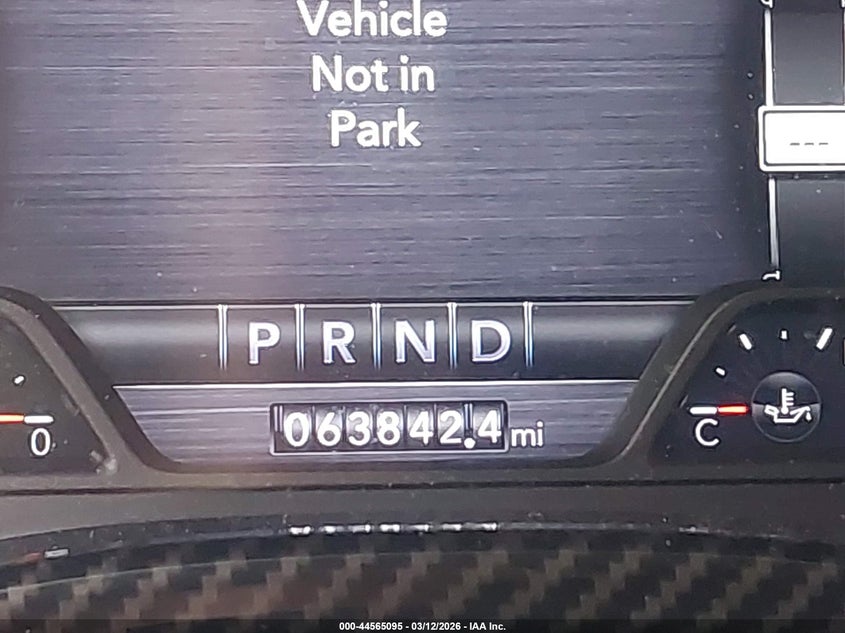 Vehicle
Not in
Park
---
P R N D
063842.4 mi
0
C
000-44565095 - 03/12/2026 - IAA Inc.